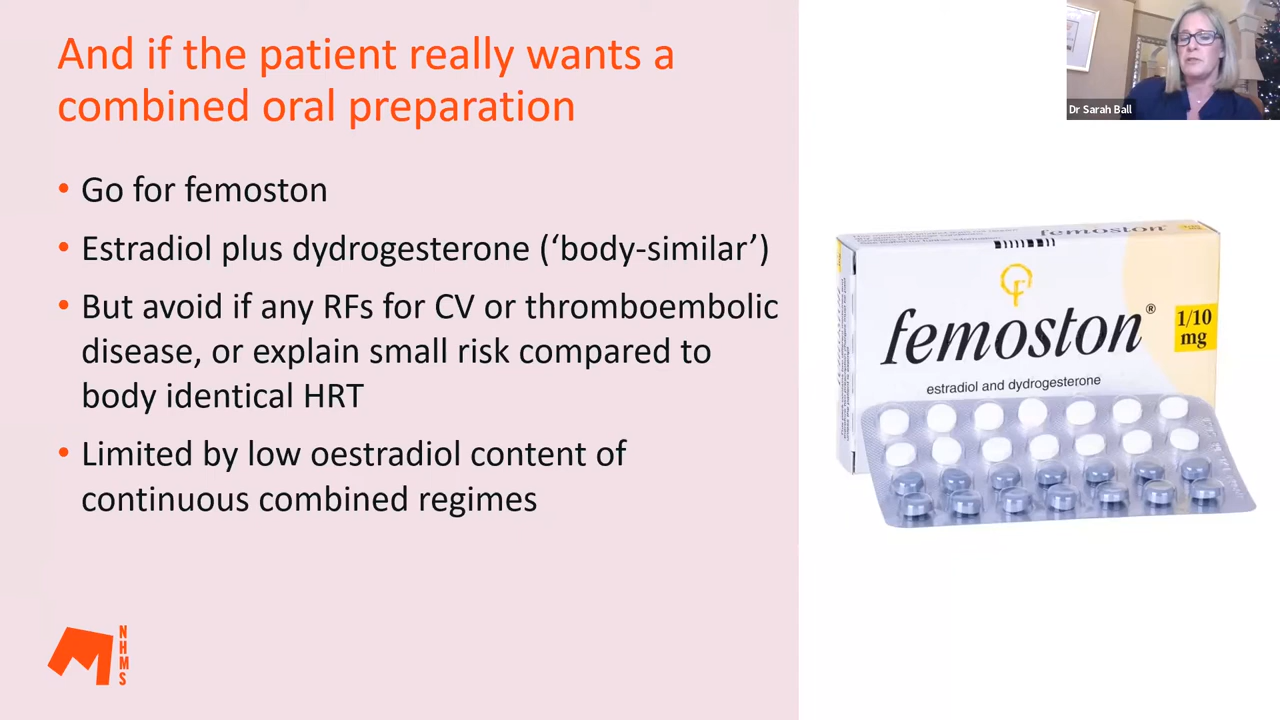 And if the patient really wants a
combined oral preparation
• Go for femoston
• Estradiol plus dydrogesterone (‘body-similar’)
• But avoid if any RFs for CV or thromboembolic
disease, or explain small risk compared to
body identical HRT
• Limited by low oestradiol content of
continuous combined regimes
NHMS
Dr Sarah Ball
femoston
femoston®
1/10
mg
estradiol and dydrogesterone